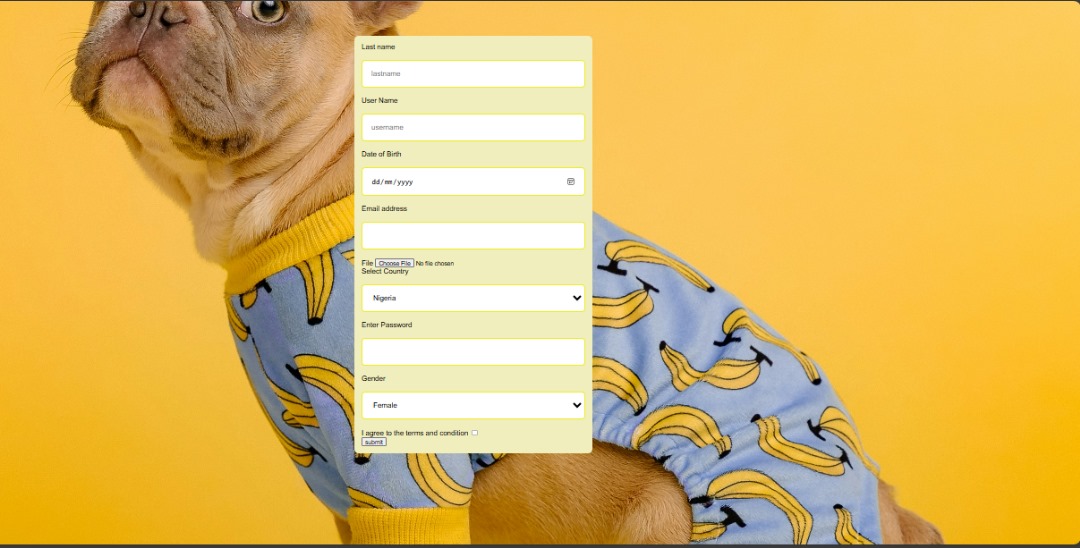 Last name
lastname
User Name
username
Date of Birth
dd/mm/yyyy
Email address
File Choose File No file chosen
Select Country
Nigeria
Enter Password
Gender
Female
I agree to the terms and condition
submit